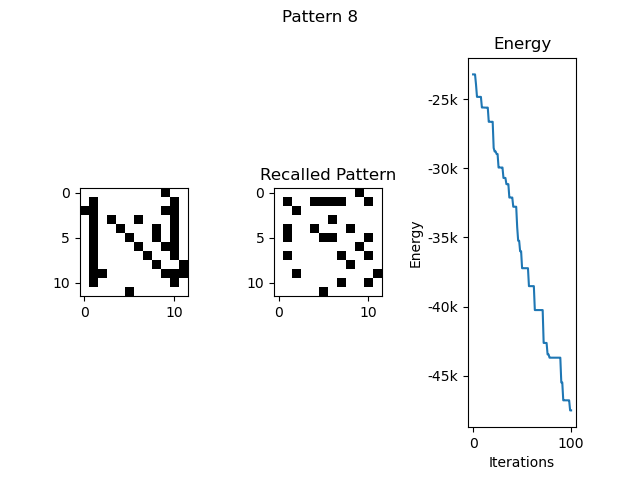 Pattern 8
Recalled Pattern
Energy
0
5
10
0
10
0
5
10
0
10
Energy
-25k
-30k
-35k
-40k
-45k
0
100
Iterations